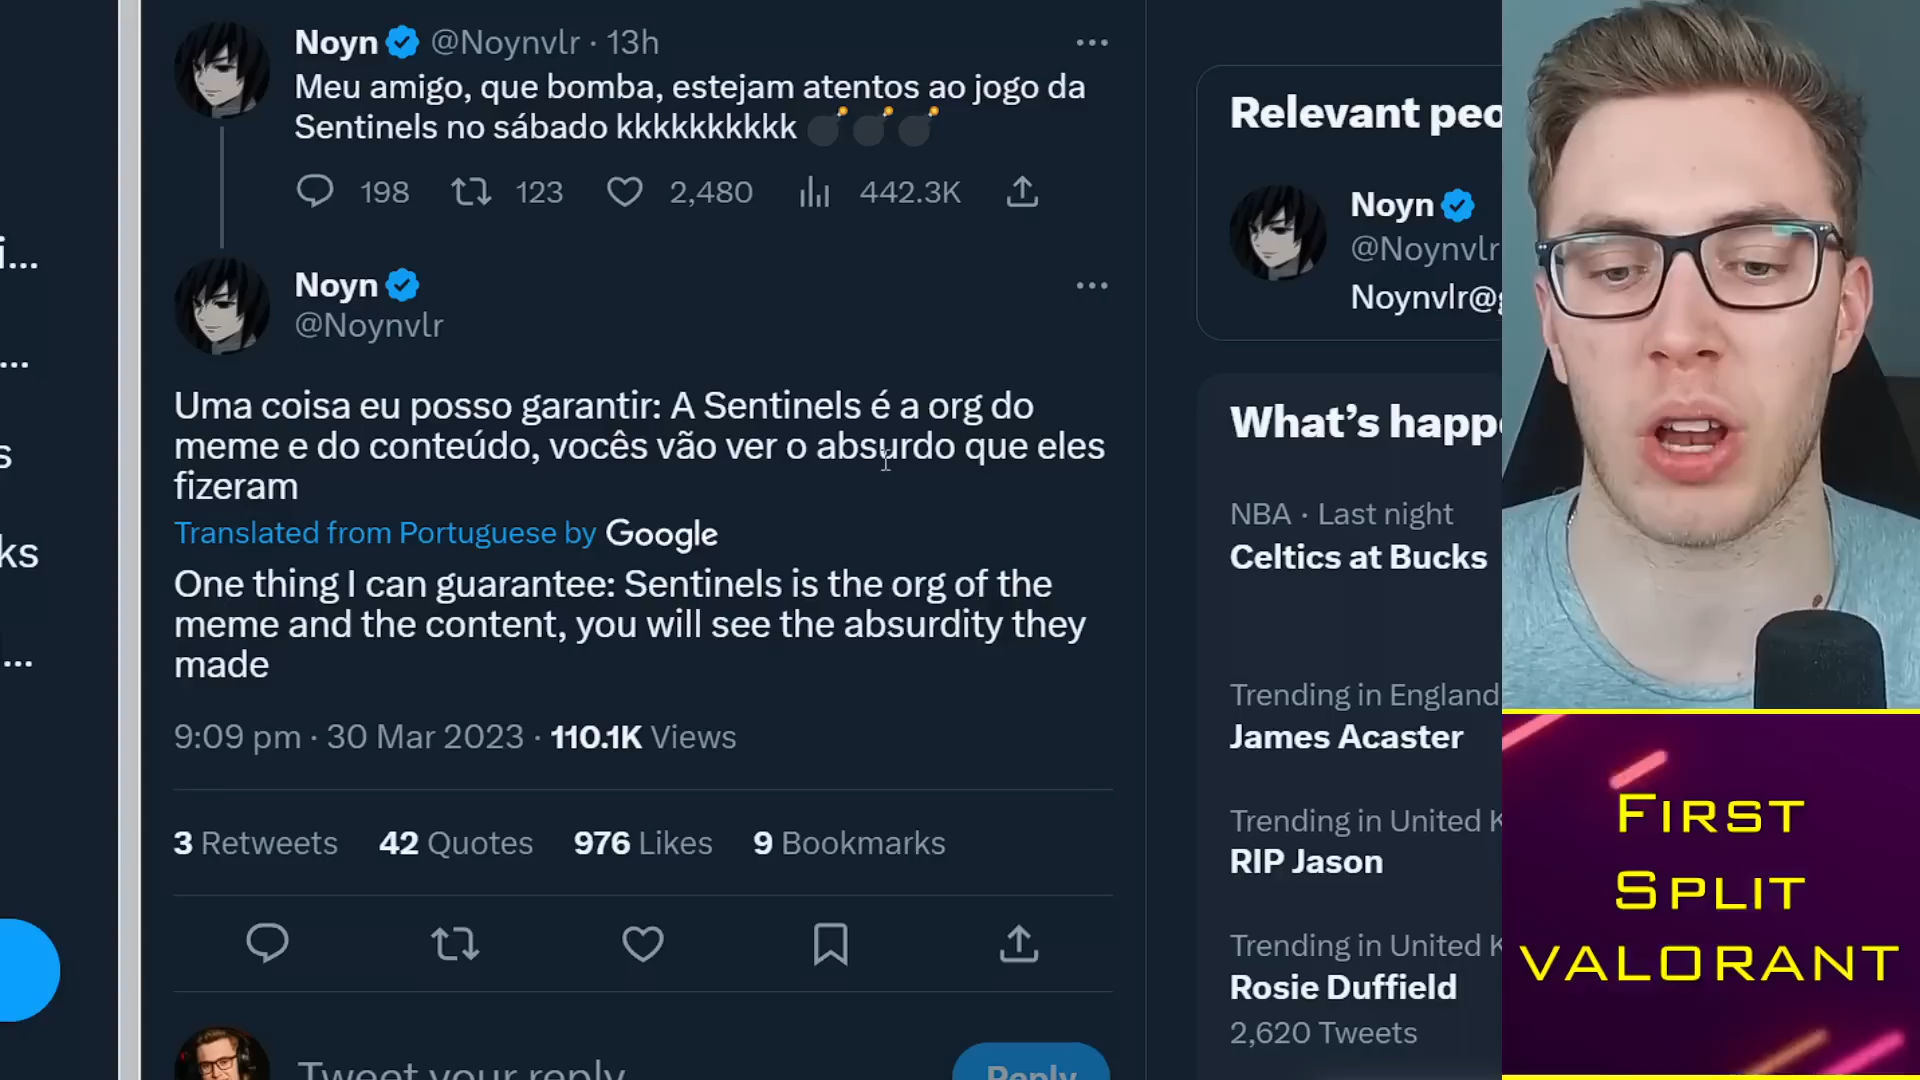 Noyn @Noynvlr · 13h
Meu amigo, que bomba, estejam atentos ao jogo da
Sentinels no sábado kkkkkkkkkk 💣💣💣
198 123 2,480 442.3K
Noyn
@Noynvlr
Uma coisa eu posso garantir: A Sentinels é a org do
meme e do conteúdo, vocês vão ver o absurdo que eles
fizeram
Translated from Portuguese by Google
One thing I can guarantee: Sentinels is the org of the
meme and the content, you will see the absurdity they
made
9:09 pm · 30 Mar 2023 · 110.1K Views
3 Retweets 42 Quotes 976 Likes 9 Bookmarks
Tweet your reply
Reply
Relevant peo
Noyn
@Noynvlr
Noynvlr@g
What's happ
NBA · Last night
Celtics at Bucks
Trending in England
James Acaster
Trending in United K
RIP Jason
Trending in United K
Rosie Duffield
2,620 Tweets
i...
...
s
ks
...
FIRST
SPLIT
VALORANT